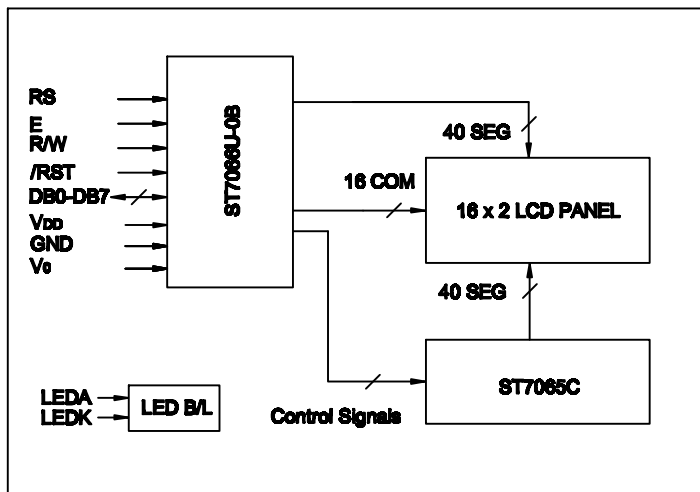 RS
E
R/W
/RST
DB0-DB7
VDD
GND
V0
ST7066U-0B
40 SEG
16 COM
16 x 2 LCD PANEL
40 SEG
ST7065C
Control Signals
LEDA
LEDK
LED B/L